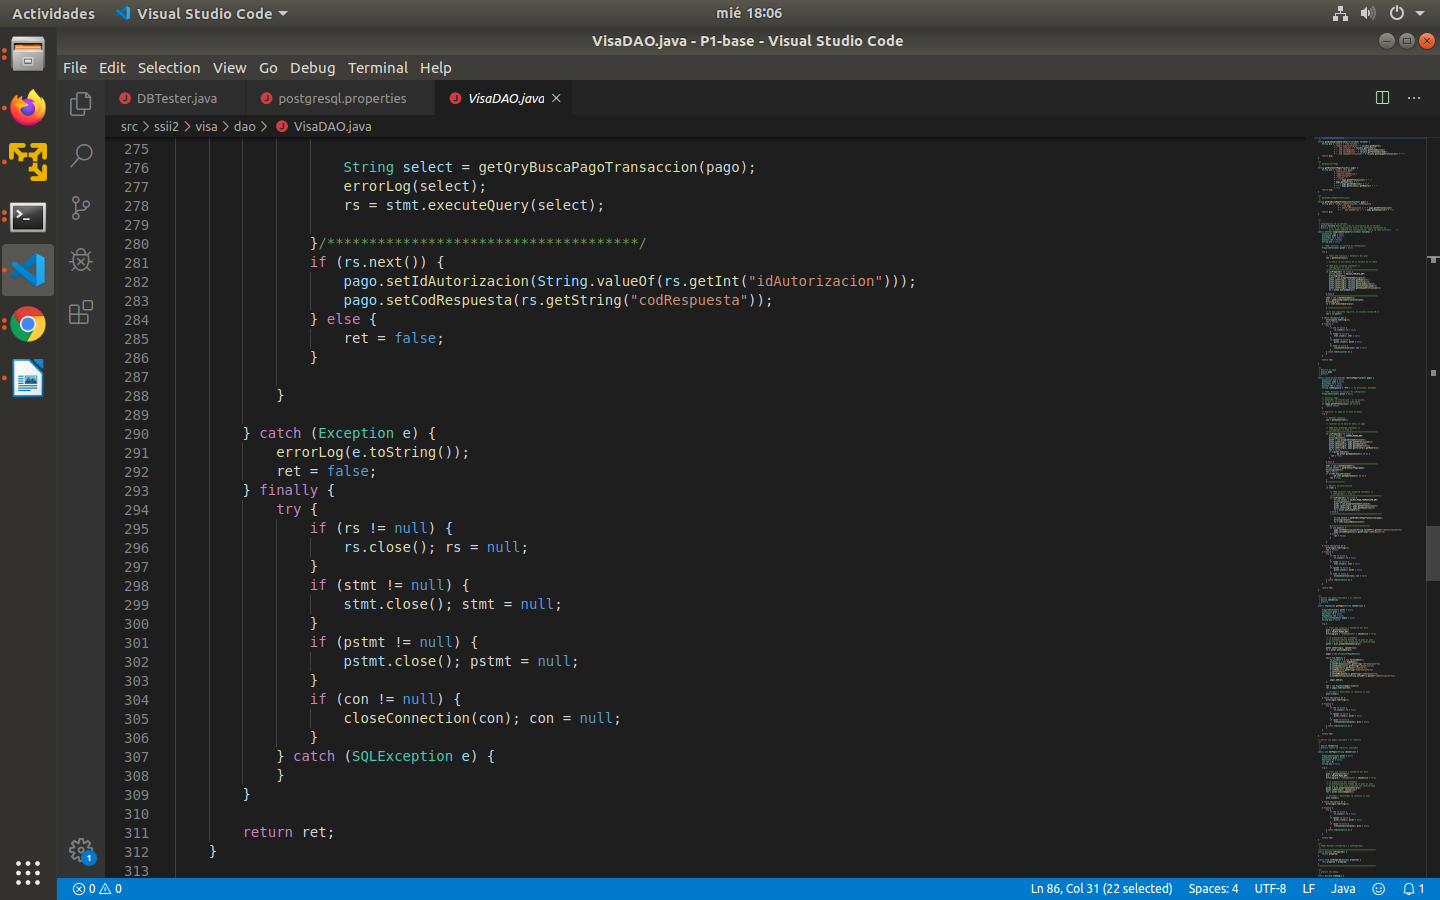 Actividades
Visual Studio Code
mié 18:06
VisaDAO.java - P1-base - Visual Studio Code
File Edit Selection View Go Debug Terminal Help
DBTester.java
postgresql.properties
VisaDAO.java
src > ssii2 > visa > dao > VisaDAO.java
275
276 String select = getQryBuscaPagoTransaccion(pago);
277 errorLog(select);
278 rs = stmt.executeQuery(select);
279
280 }/*************************************/
281 if (rs.next()) {
282 pago.setIdAutorizacion(String.valueOf(rs.getInt("idAutorizacion")));
283 pago.setCodRespuesta(rs.getString("codRespuesta"));
284 } else {
285 ret = false;
286 }
287
288 }
289
290 } catch (Exception e) {
291 errorLog(e.toString());
292 ret = false;
293 } finally {
294 try {
295 if (rs != null) {
296 rs.close(); rs = null;
297 }
298 if (stmt != null) {
299 stmt.close(); stmt = null;
300 }
301 if (pstmt != null) {
302 pstmt.close(); pstmt = null;
303 }
304 if (con != null) {
305 closeConnection(con); con = null;
306 }
307 } catch (SQLException e) {
308 }
309 }
310
311 return ret;
312 }
313
1
0 0 Ln 86, Col 31 (22 selected) Spaces: 4 UTF-8 LF Java 1